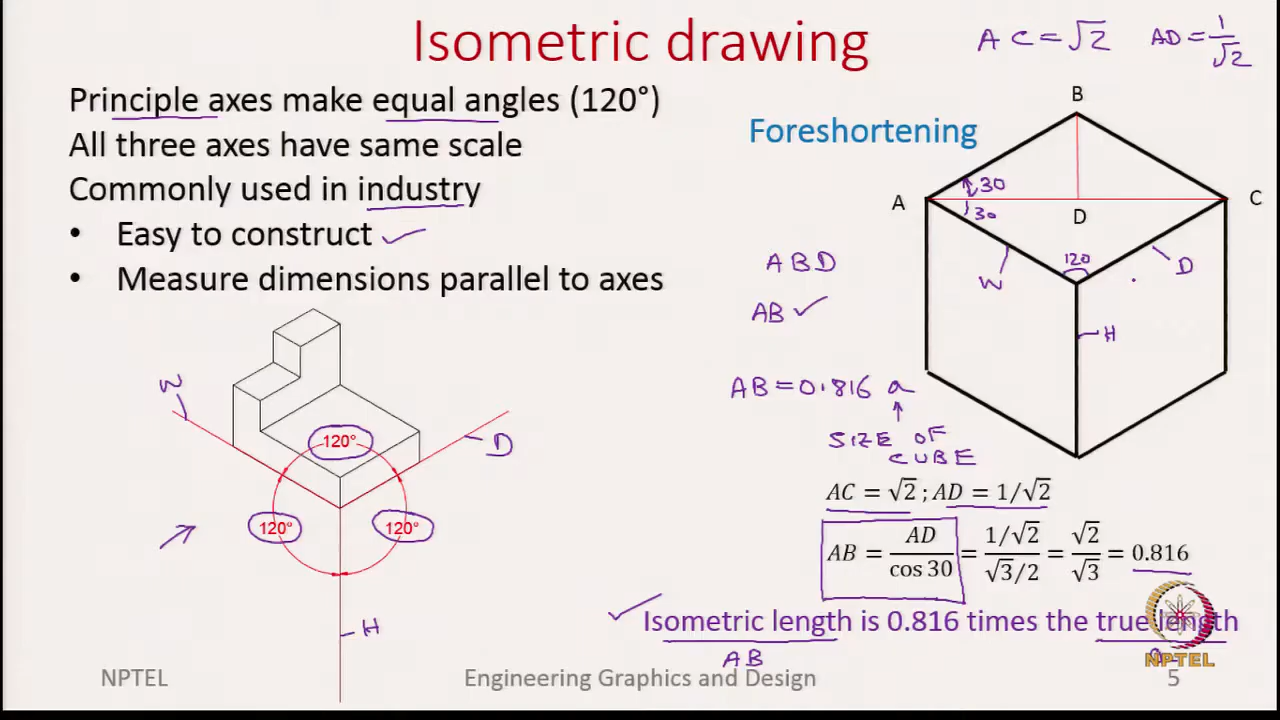 Isometric drawing
AC=√2 AD=1/√2
Principle axes make equal angles (120°)
All three axes have same scale
Commonly used in industry
• Easy to construct ✓
• Measure dimensions parallel to axes
Foreshortening
B
A
C
D
30
30
120
W
D
H
ABD
AB ✓
AB=0.816 a
↑
SIZE OF
CUBE
W
D
120°
120°
120°
H
AC = √2 ; AD = 1/√2
AB = AD/cos 30 = (1/√2)/(√3/2) = √2/√3 = 0.816
✓ Isometric length is 0.816 times the true length
AB
NPTEL
NPTEL
Engineering Graphics and Design
5